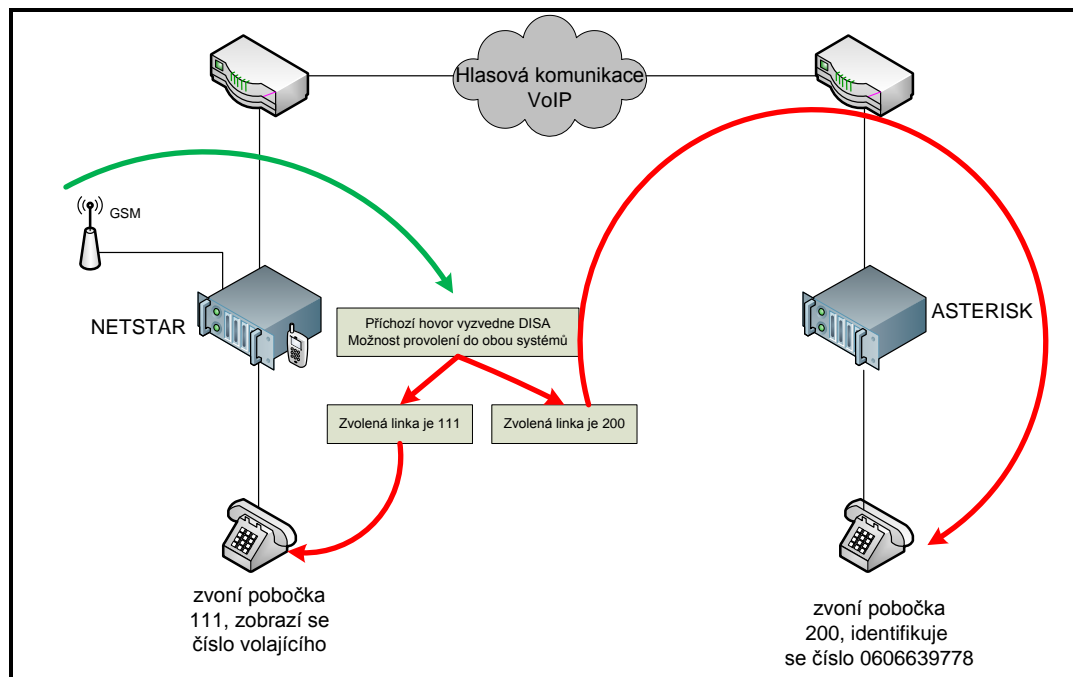 Hlasová komunikace
VoIP
GSM
NETSTAR
ASTERISK
Příchozí hovor vyzvedne DISA
Možnost provolení do obou systémů
Zvolená linka je 111
Zvolená linka je 200
zvoní pobočka
111, zobrazí se
číslo volajícího
zvoní pobočka
200, identifikuje
se číslo 0606639778